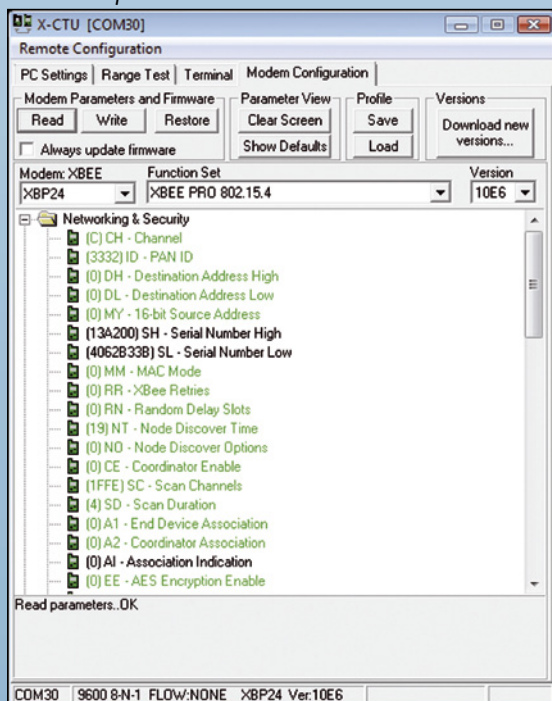 X-CTU [COM30]
Remote Configuration
PC Settings Range Test Terminal Modem Configuration
Modem Parameters and Firmware Parameter View Profile Versions
Read Write Restore Clear Screen Save Download new versions...
Always update firmware Show Defaults Load
Modem: XBEE Function Set Version
XBP24 XBEE PRO 802.15.4 10E6
Networking & Security
(C) CH - Channel
(3332) ID - PAN ID
(0) DH - Destination Address High
(0) DL - Destination Address Low
(0) MY - 16-bit Source Address
(13A200) SH - Serial Number High
(4062B33B) SL - Serial Number Low
(0) MM - MAC Mode
(0) RR - XBee Retries
(0) RN - Random Delay Slots
(19) NT - Node Discover Time
(0) NO - Node Discover Options
(0) CE - Coordinator Enable
(1FFE) SC - Scan Channels
(4) SD - Scan Duration
(0) A1 - End Device Association
(0) A2 - Coordinator Association
(0) AI - Association Indication
(0) EE - AES Encryption Enable
Read parameters..OK
COM30 9600 8-N-1 FLOW:NONE XBP24 Ver:10E6